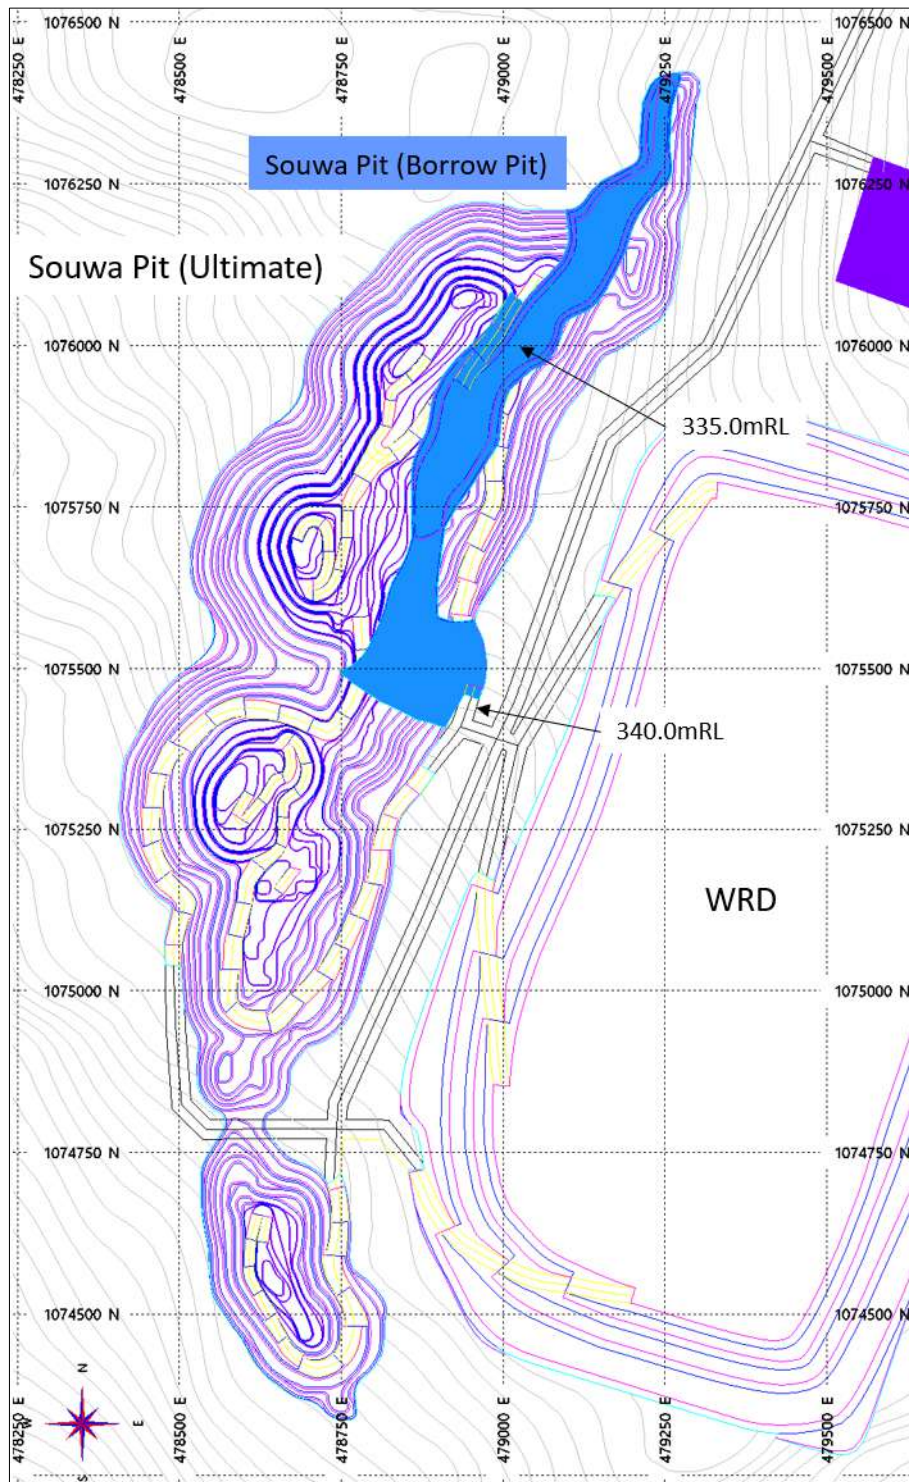 1076500 N
1076500 N
478250 E
478500 E
478750 E
479000 E
479250 E
479500 E
Souwa Pit (Borrow Pit)
1076250 N
1076250 N
Souwa Pit (Ultimate)
1076000 N
1076000 N
335.0mRL
1075750 N
1075750 N
1075500 N
1075500 N
340.0mRL
1075250 N
1075250 N
WRD
1075000 N
1075000 N
1074750 N
1074750 N
1074500 N
1074500 N
N
W
E
S
478250 E
478500 E
478750 E
479000 E
479250 E
479500 E